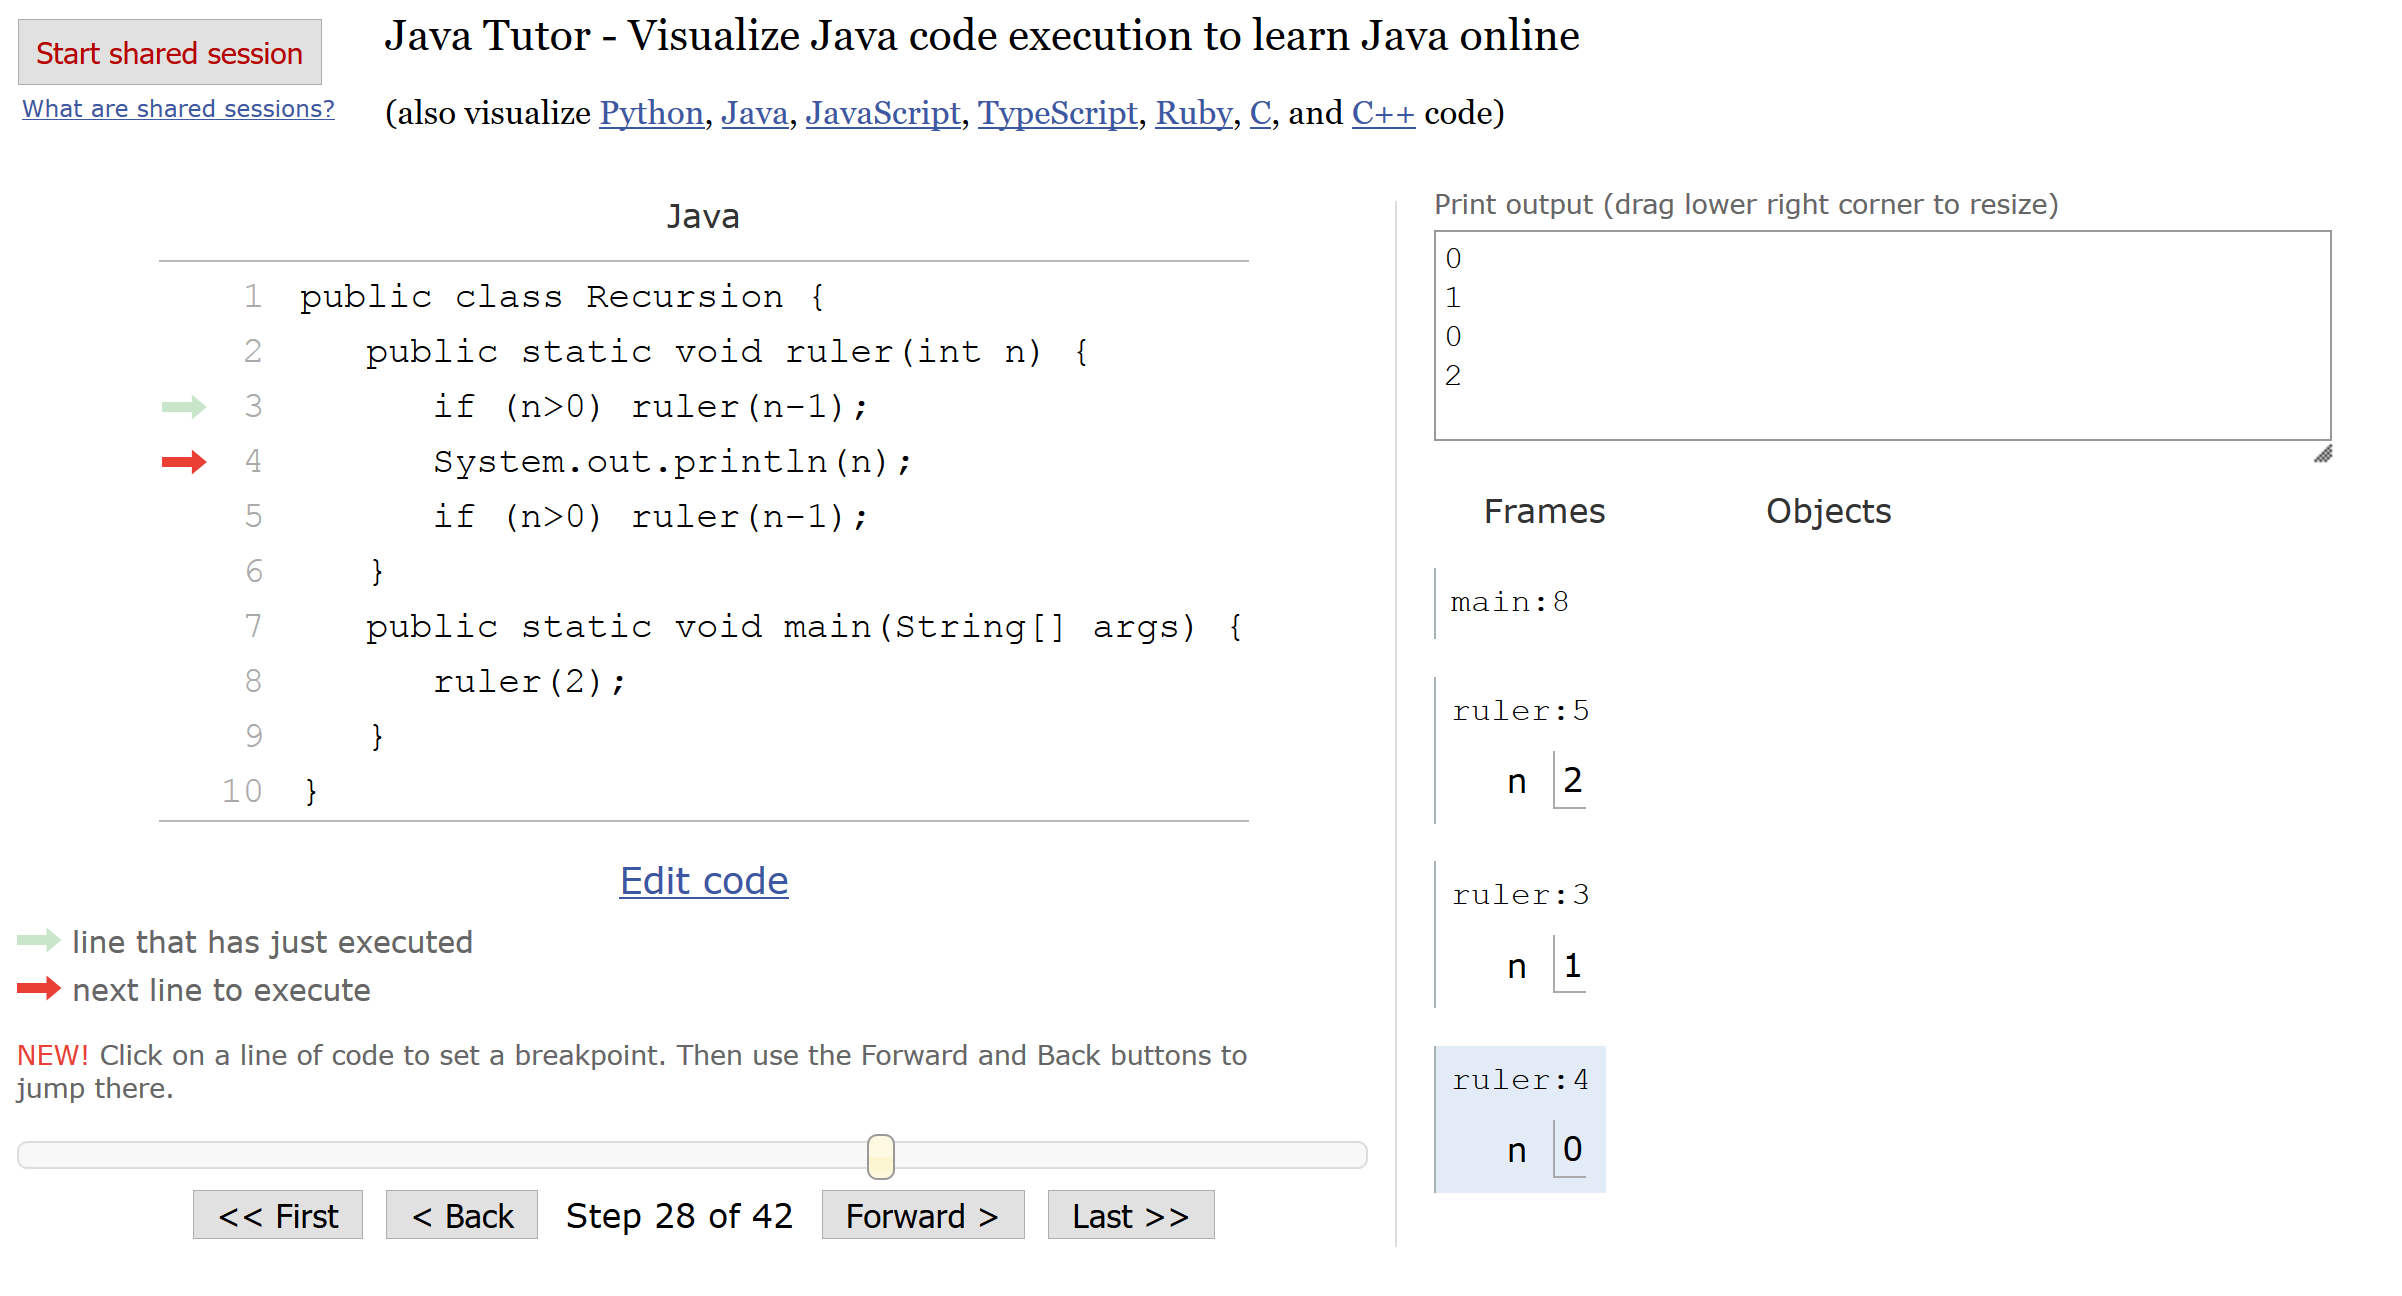 Start shared session
What are shared sessions?
Java Tutor - Visualize Java code execution to learn Java online
(also visualize Python, Java, JavaScript, TypeScript, Ruby, C, and C++ code)
Java
1 public class Recursion {
2 public static void ruler(int n) {
3 if (n>0) ruler(n-1);
4 System.out.println(n);
5 if (n>0) ruler(n-1);
6 }
7 public static void main(String[] args) {
8 ruler(2);
9 }
10 }
Edit code
line that has just executed
next line to execute
NEW! Click on a line of code to set a breakpoint. Then use the Forward and Back buttons to
jump there.
<< First < Back Step 28 of 42 Forward > Last >>
Print output (drag lower right corner to resize)
0
1
0
2
Frames Objects
main:8
ruler:5
n 2
ruler:3
n 1
ruler:4
n 0